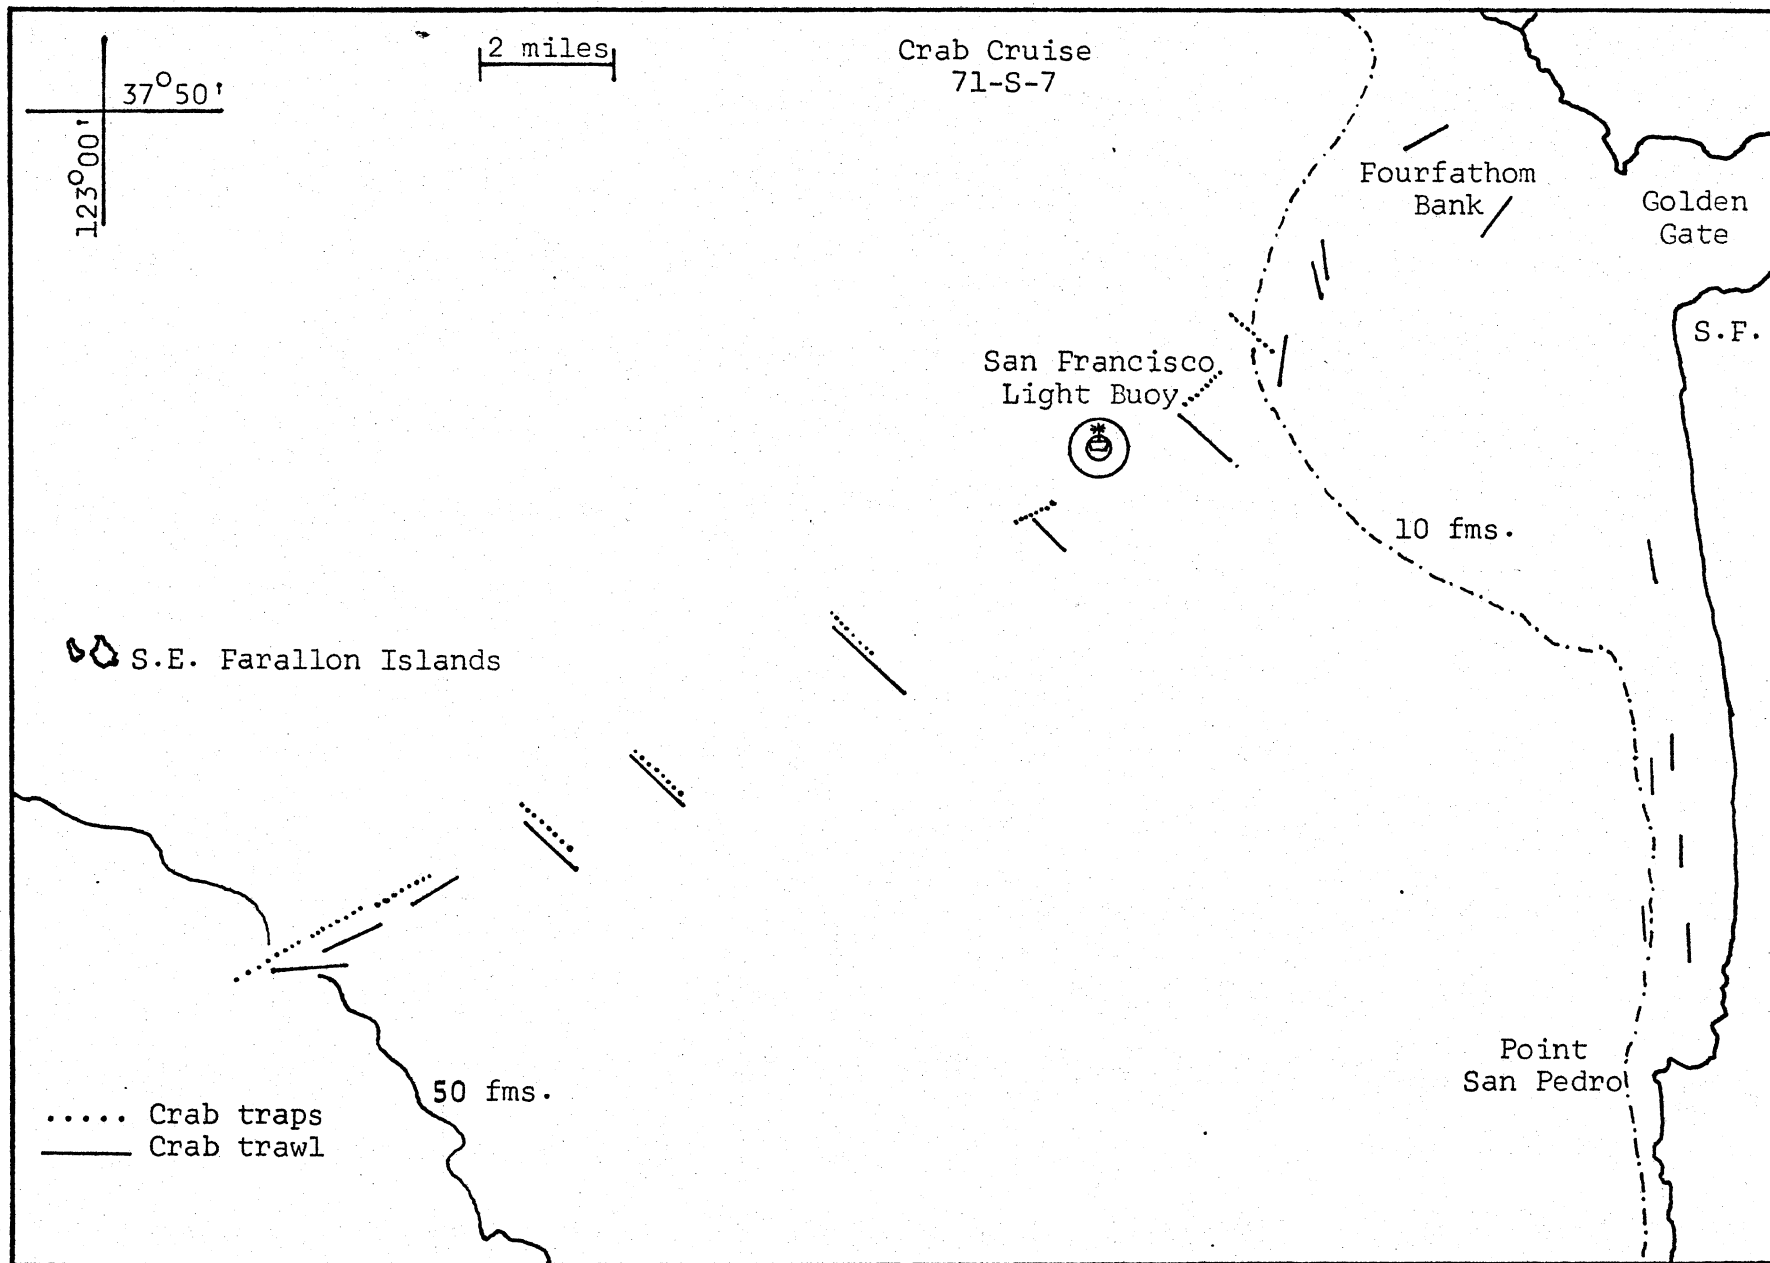 2 miles
Crab Cruise
71-S-7
37°50'
123°00'
Fourfathom
Bank
Golden
Gate
S.F.
San Francisco
Light Buoy
10 fms.
S.E. Farallon Islands
Point
San Pedro
50 fms.
Crab traps
Crab trawl